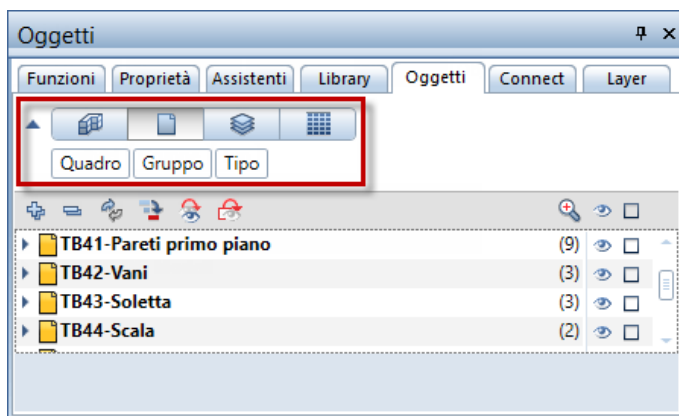 Oggetti
Funzioni Proprietà Assistenti Library Oggetti Connect Layer
Quadro Gruppo Tipo
TB41-Pareti primo piano (9)
TB42-Vani (3)
TB43-Soletta (3)
TB44-Scala (2)